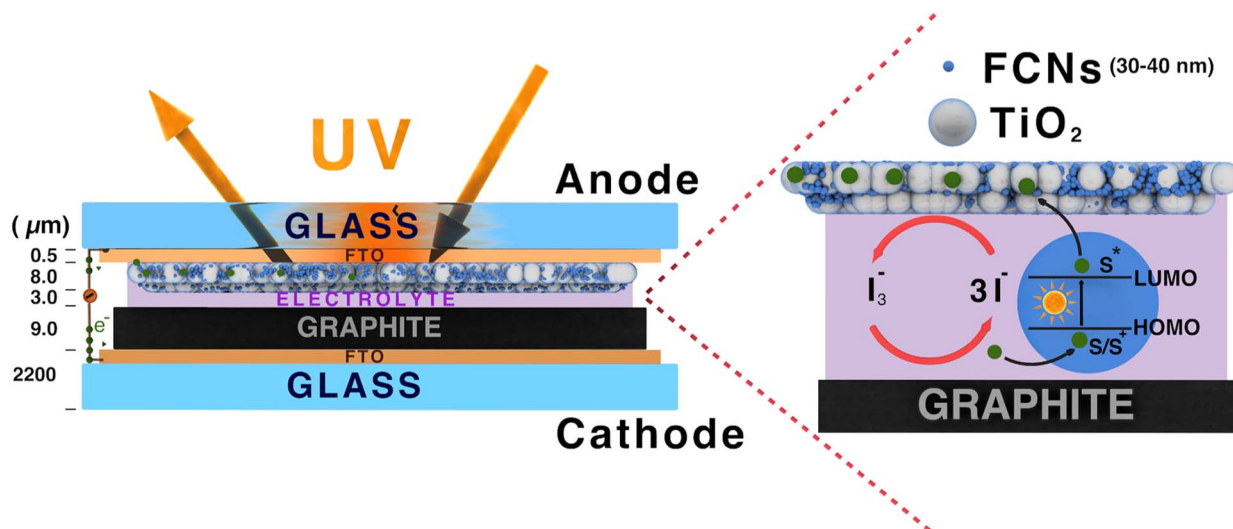 UV
Anode
GLASS
FTO
ELECTROLYTE
GRAPHITE
FTO
GLASS
Cathode
( µm)
0.5
8.0
3.0
9.0
e-
2200
FCNs (30-40 nm)
TiO₂
I₃⁻
3I⁻
S*
LUMO
HOMO
S/S⁺
GRAPHITE